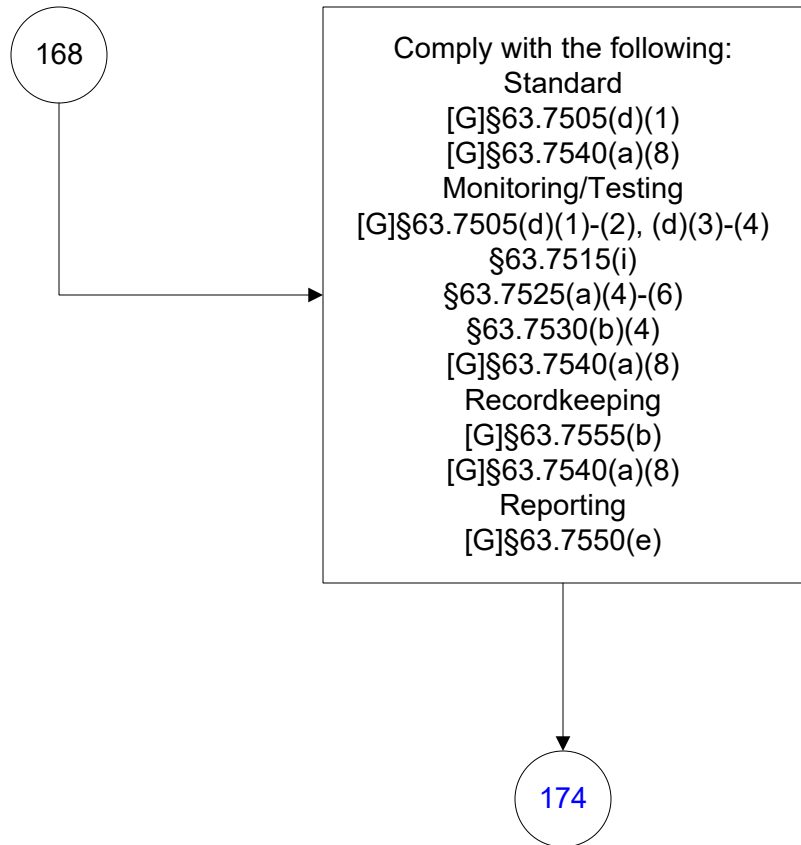 168
Comply with the following:
Standard
[G]§63.7505(d)(1)
[G]§63.7540(a)(8)
Monitoring/Testing
[G]§63.7505(d)(1)-(2), (d)(3)-(4)
§63.7515(i)
§63.7525(a)(4)-(6)
§63.7530(b)(4)
[G]§63.7540(a)(8)
Recordkeeping
[G]§63.7555(b)
[G]§63.7540(a)(8)
Reporting
[G]§63.7550(e)
174